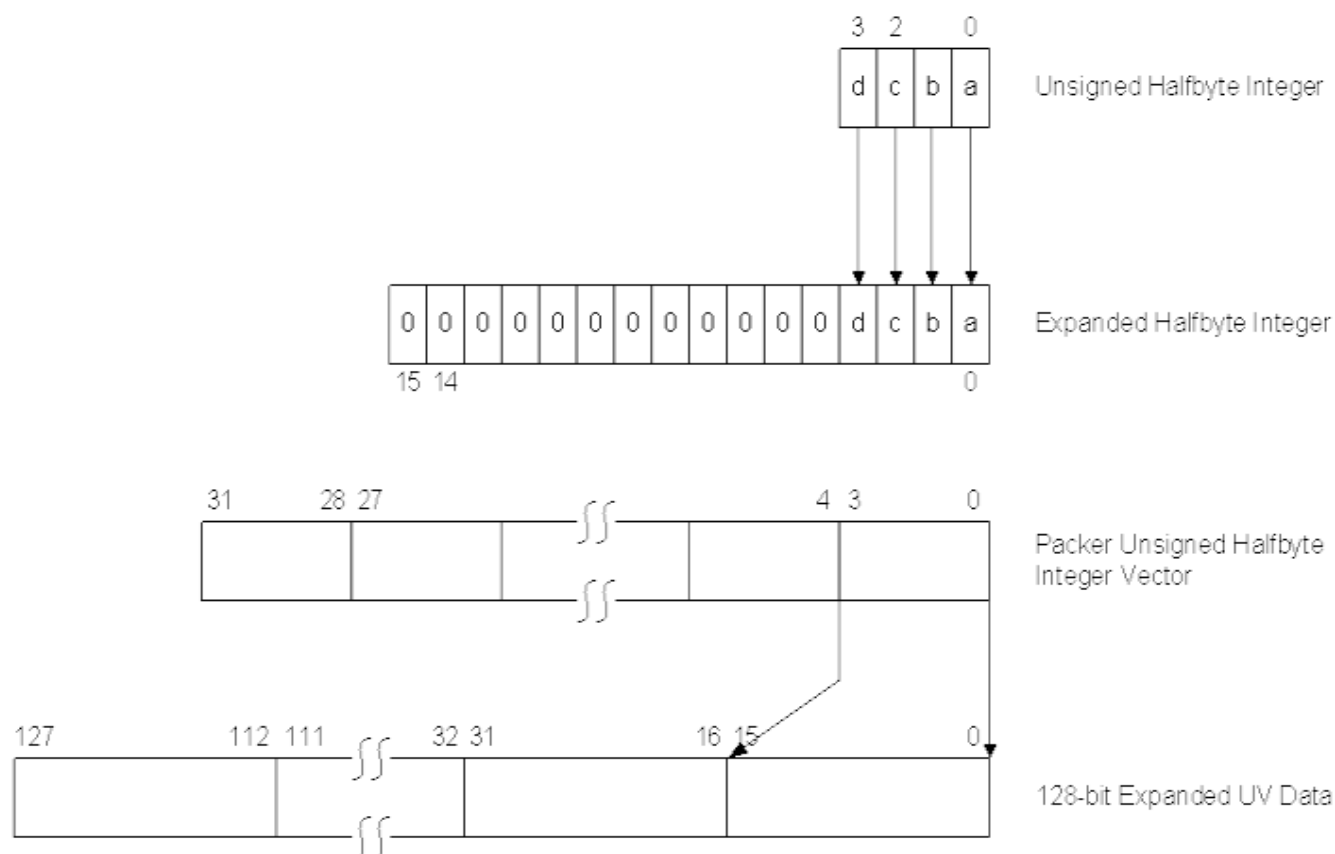 3 2 0
d c b a
Unsigned Halfbyte Integer
0 0 0 0 0 0 0 0 0 0 0 0 d c b a
Expanded Halfbyte Integer
15 14 0
31 28 27 4 3 0
Packer Unsigned Halfbyte
Integer Vector
127 112 111 32 31 16 15 0
128-bit Expanded UV Data